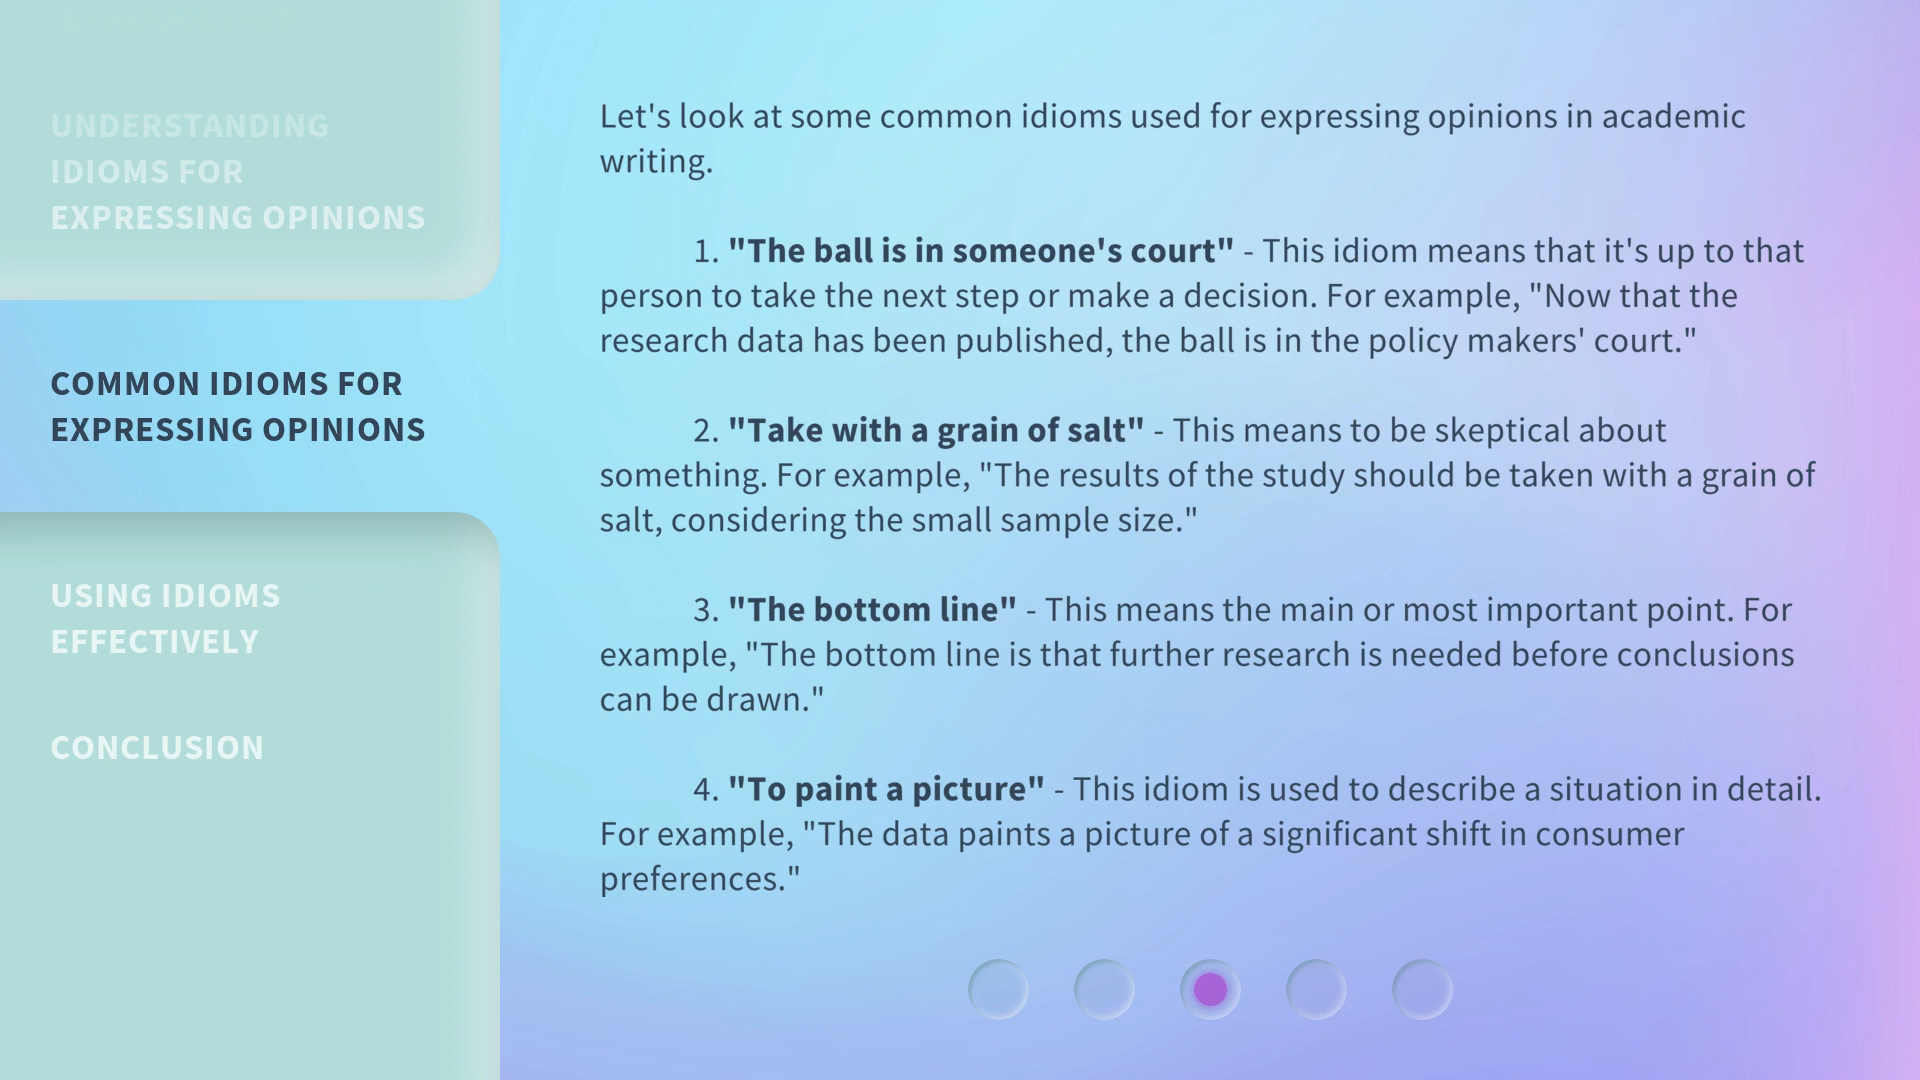 UNDERSTANDING
IDIOMS FOR
EXPRESSING OPINIONS
COMMON IDIOMS FOR
EXPRESSING OPINIONS
USING IDIOMS
EFFECTIVELY
CONCLUSION
Let's look at some common idioms used for expressing opinions in academic
writing.
1. "The ball is in someone's court" - This idiom means that it's up to that
person to take the next step or make a decision. For example, "Now that the
research data has been published, the ball is in the policy makers' court."
2. "Take with a grain of salt" - This means to be skeptical about
something. For example, "The results of the study should be taken with a grain of
salt, considering the small sample size."
3. "The bottom line" - This means the main or most important point. For
example, "The bottom line is that further research is needed before conclusions
can be drawn."
4. "To paint a picture" - This idiom is used to describe a situation in detail.
For example, "The data paints a picture of a significant shift in consumer
preferences."